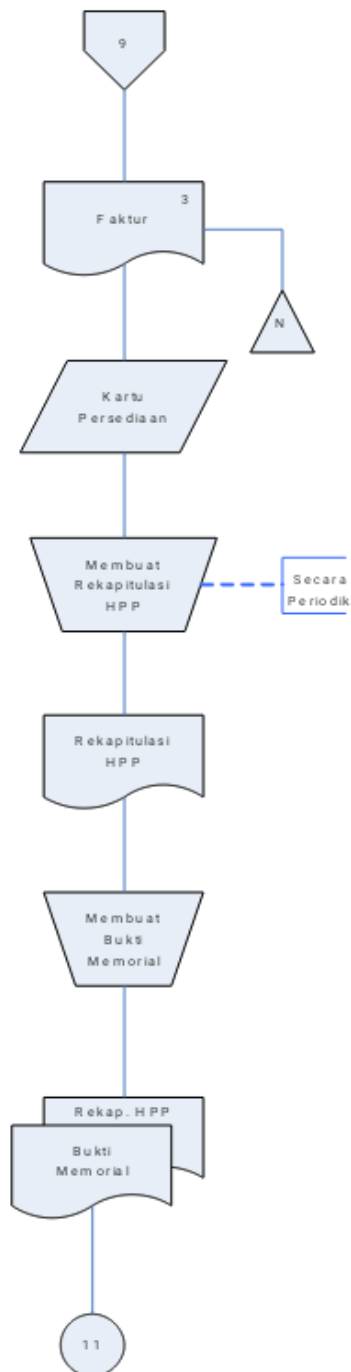 9
3
Faktur
N
Kartu
Persediaan
Membuat
Rekapitulasi
HPP
Secara
Periodik
Rekapitulasi
HPP
Membuat
Bukti
Memorial
Rekap. HPP
Bukti
Memorial
11